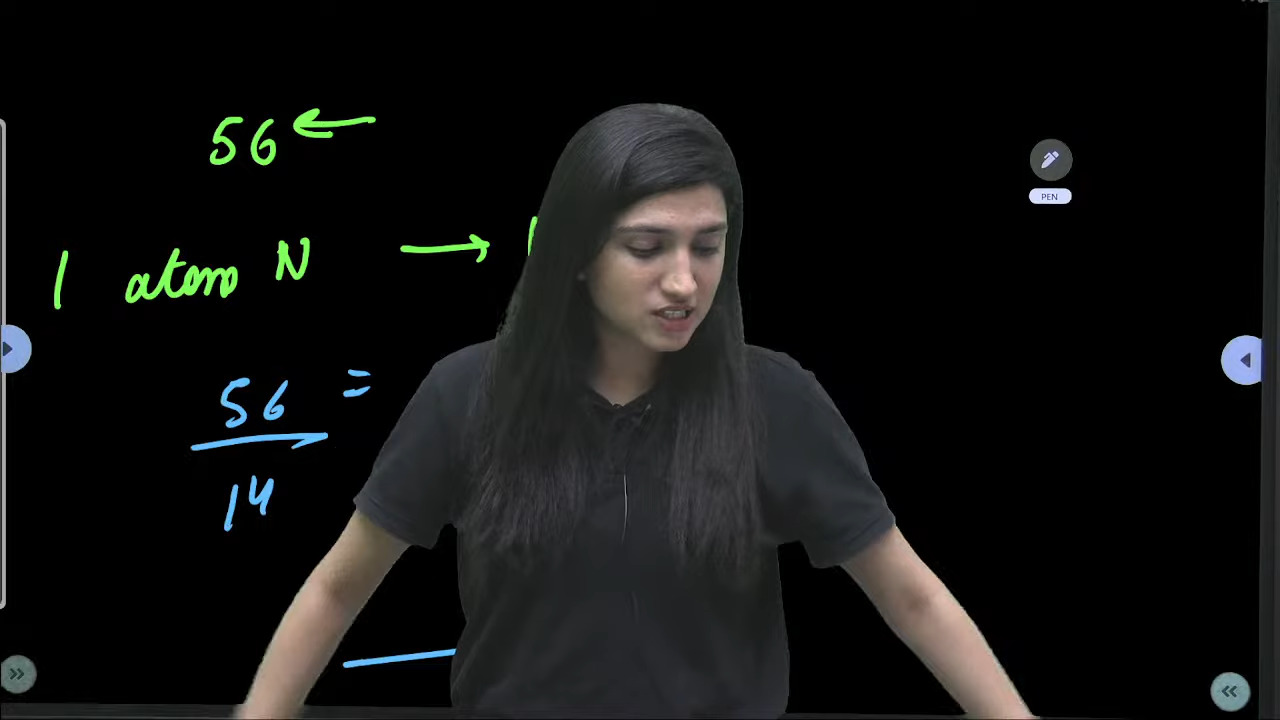 56 ←
1 atom N →
56 =
14
PEN